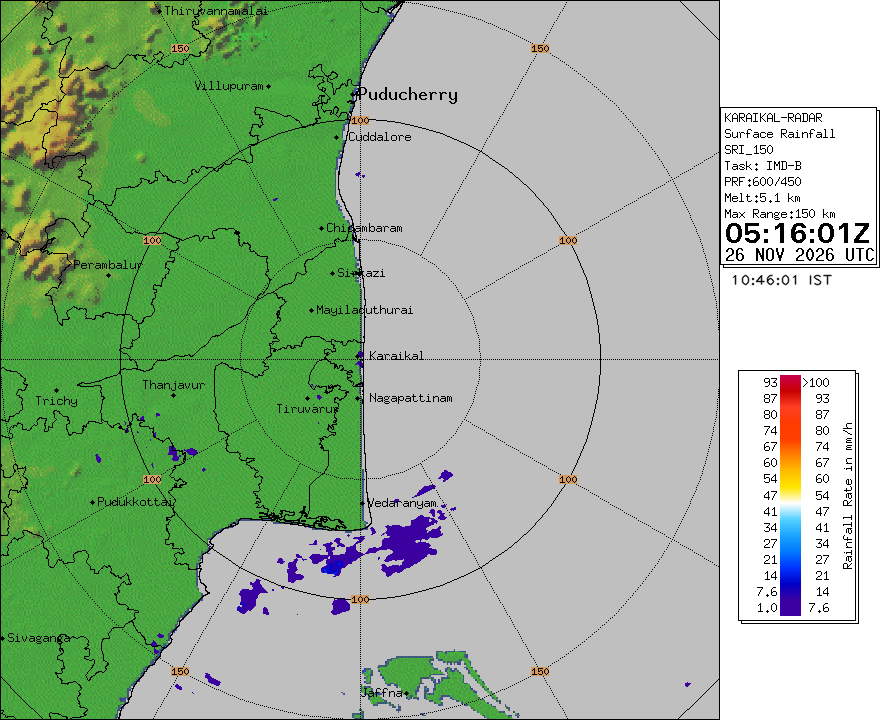 Thiruvannamalai
150
150
Villupuram
Puducherry
100
Cuddalore
KARAIKAL-RADAR
Surface Rainfall
SRI_150
Task: IMD-B
PRF:600/450
Melt:5.1 km
Max Range:150 km
05:16:01Z
26 NOV 2026 UTC
10:46:01 IST
Chidambaram
100
100
Perambalur
Sirkazi
Mayiladuthurai
Karaikal
Thanjavur
Trichy
Tiruvarur
Nagapattinam
93 >100
87 93
80 87
74 80
67 74
60 67
54 60
47 54
41 47
34 41
27 34
21 27
14 21
7.6 14
1.0 7.6
Rainfall Rate in mm/h
100
100
Pudukkottai
Vedaranyam
100
Sivaganga
150
150
Jaffna